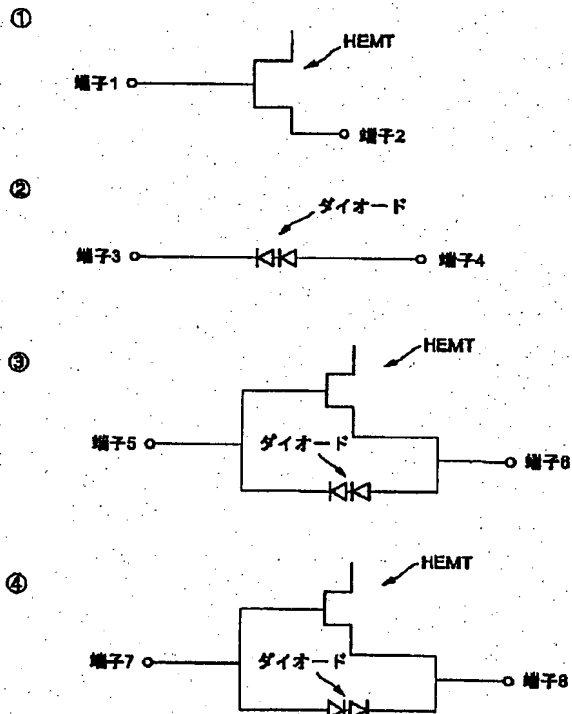 ①
HEMT
端子1
端子2
②
ダイオード
端子3
端子4
③
HEMT
端子5
ダイオード
端子6
④
HEMT
端子7
ダイオード
端子8